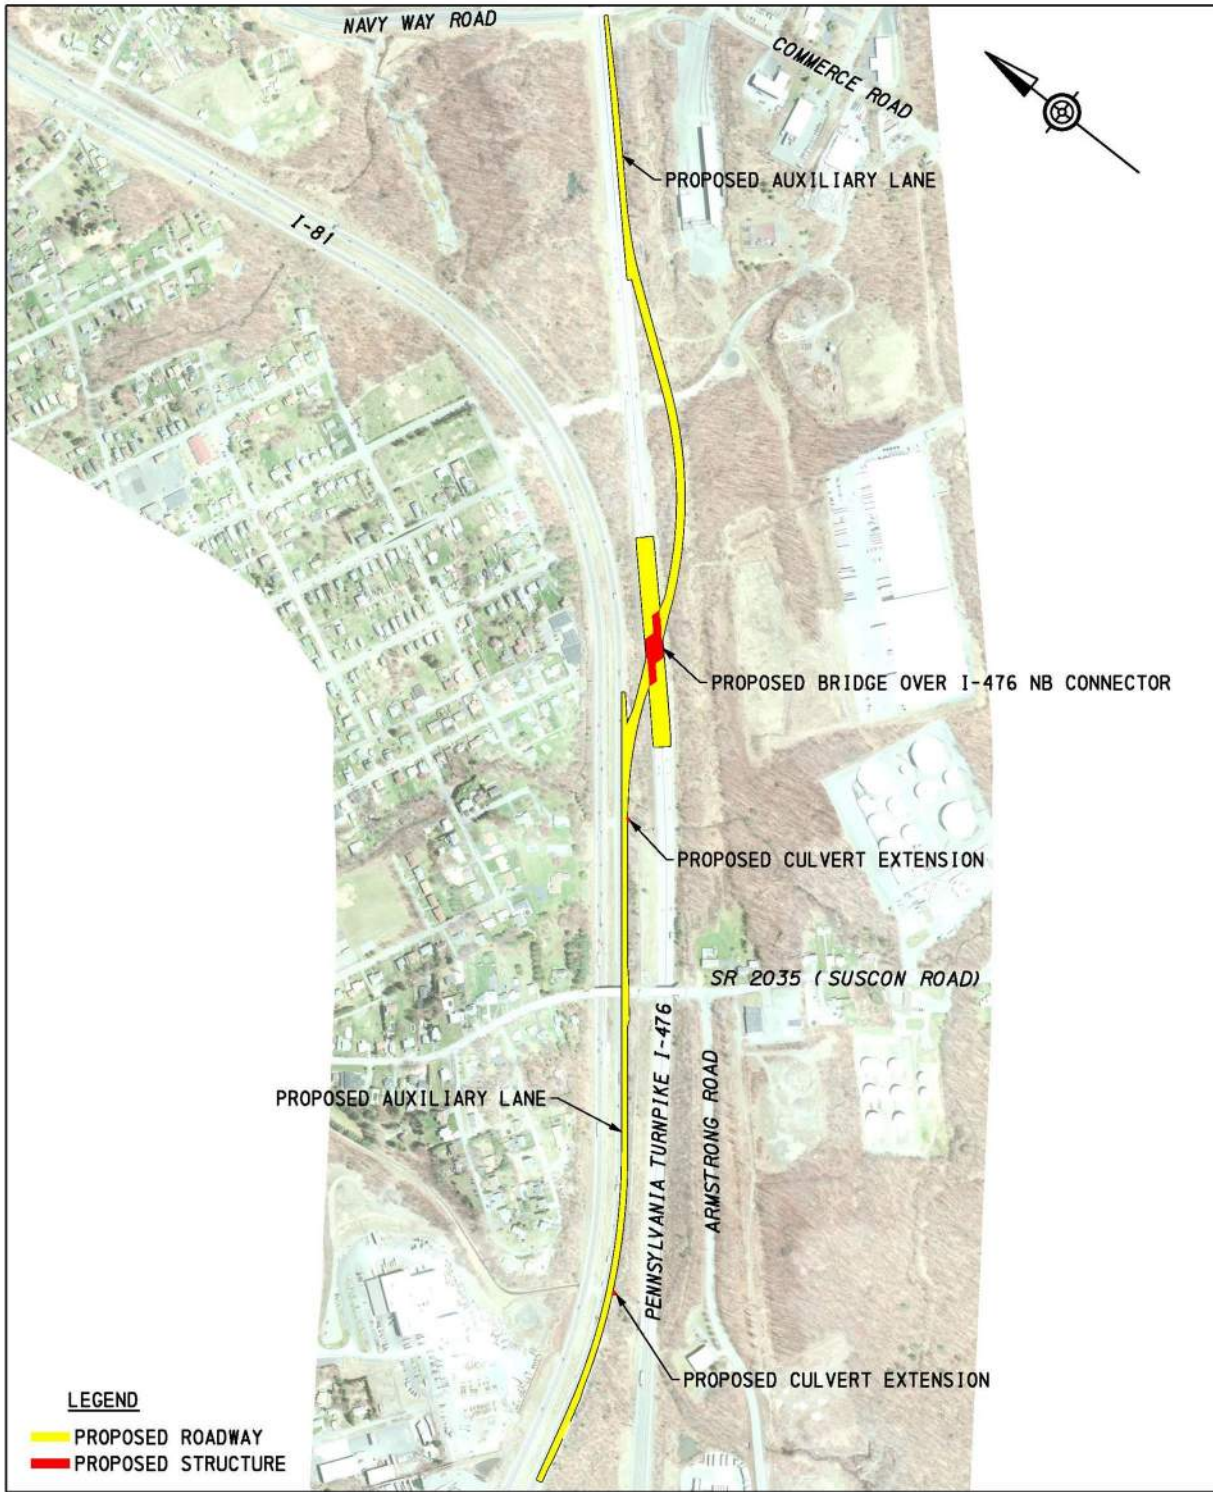 NAVY WAY ROAD
COMMERCE ROAD
PROPOSED AUXILIARY LANE
I-81
PROPOSED BRIDGE OVER I-476 NB CONNECTOR
PROPOSED CULVERT EXTENSION
SR 2035 (SUSCON ROAD)
PENNSYLVANIA TURNPIKE I-476
ARMSTRONG ROAD
PROPOSED AUXILIARY LANE
PROPOSED CULVERT EXTENSION
LEGEND
PROPOSED ROADWAY
PROPOSED STRUCTURE